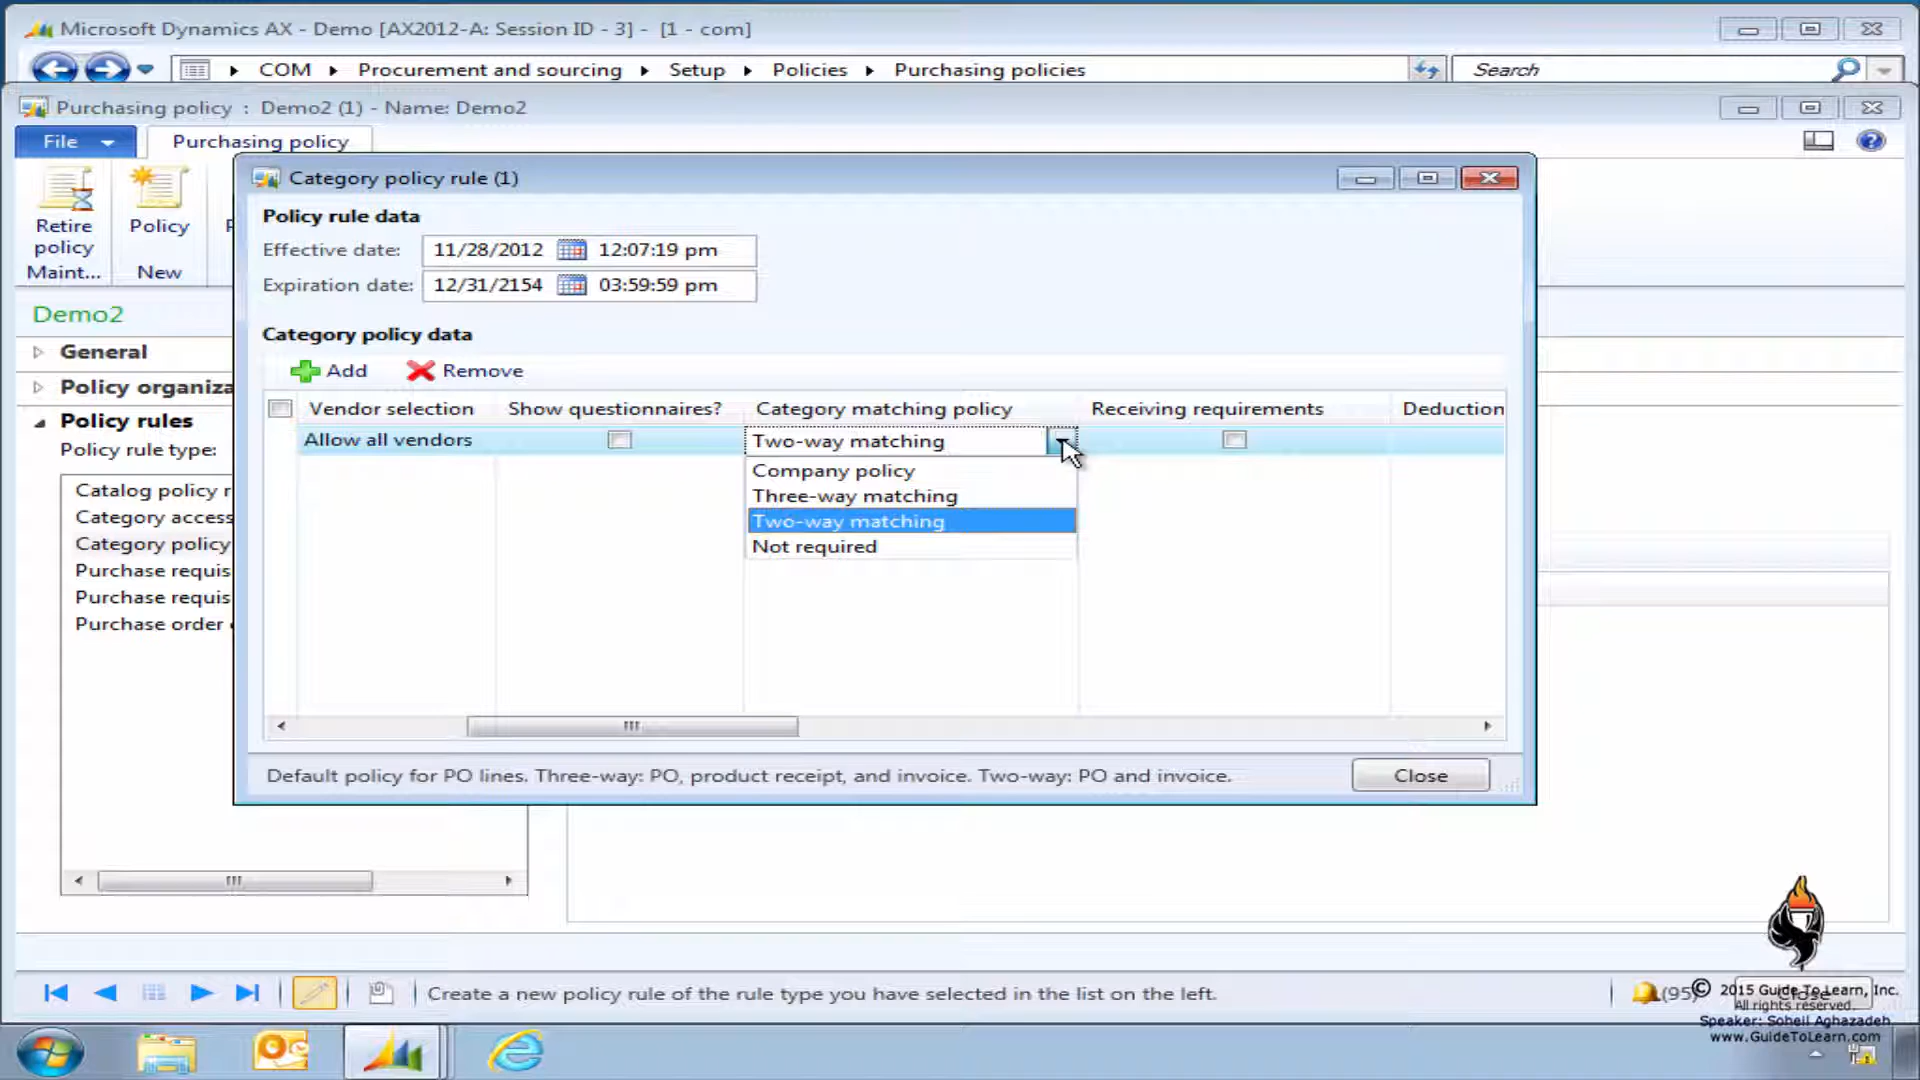 Microsoft Dynamics AX - Demo [AX2012-A: Session ID - 3] - [1 - com]
COM Procurement and sourcing Setup Policies Purchasing policies
Search
Purchasing policy : Demo2 (1) - Name: Demo2
File
Purchasing policy
Retire policy
Policy
Maint...
New
Category policy rule (1)
Policy rule data
Effective date: 11/28/2012 12:07:19 pm
Expiration date: 12/31/2154 03:59:59 pm
Category policy data
Add Remove
Vendor selection Show questionnaires? Category matching policy Receiving requirements Deduction
Allow all vendors Two-way matching
Company policy
Three-way matching
Two-way matching
Not required
Default policy for PO lines. Three-way: PO, product receipt, and invoice. Two-way: PO and invoice.
Close
Demo2
General
Policy organiza
Policy rules
Policy rule type:
Catalog policy r
Category access
Category policy
Purchase requis
Purchase requis
Purchase order
Create a new policy rule of the rule type you have selected in the list on the left.
(95)
Close
© 2015 Guide To Learn, Inc.
All rights reserved.
Speaker: Soheil Aghazadeh
www.GuideToLearn.com